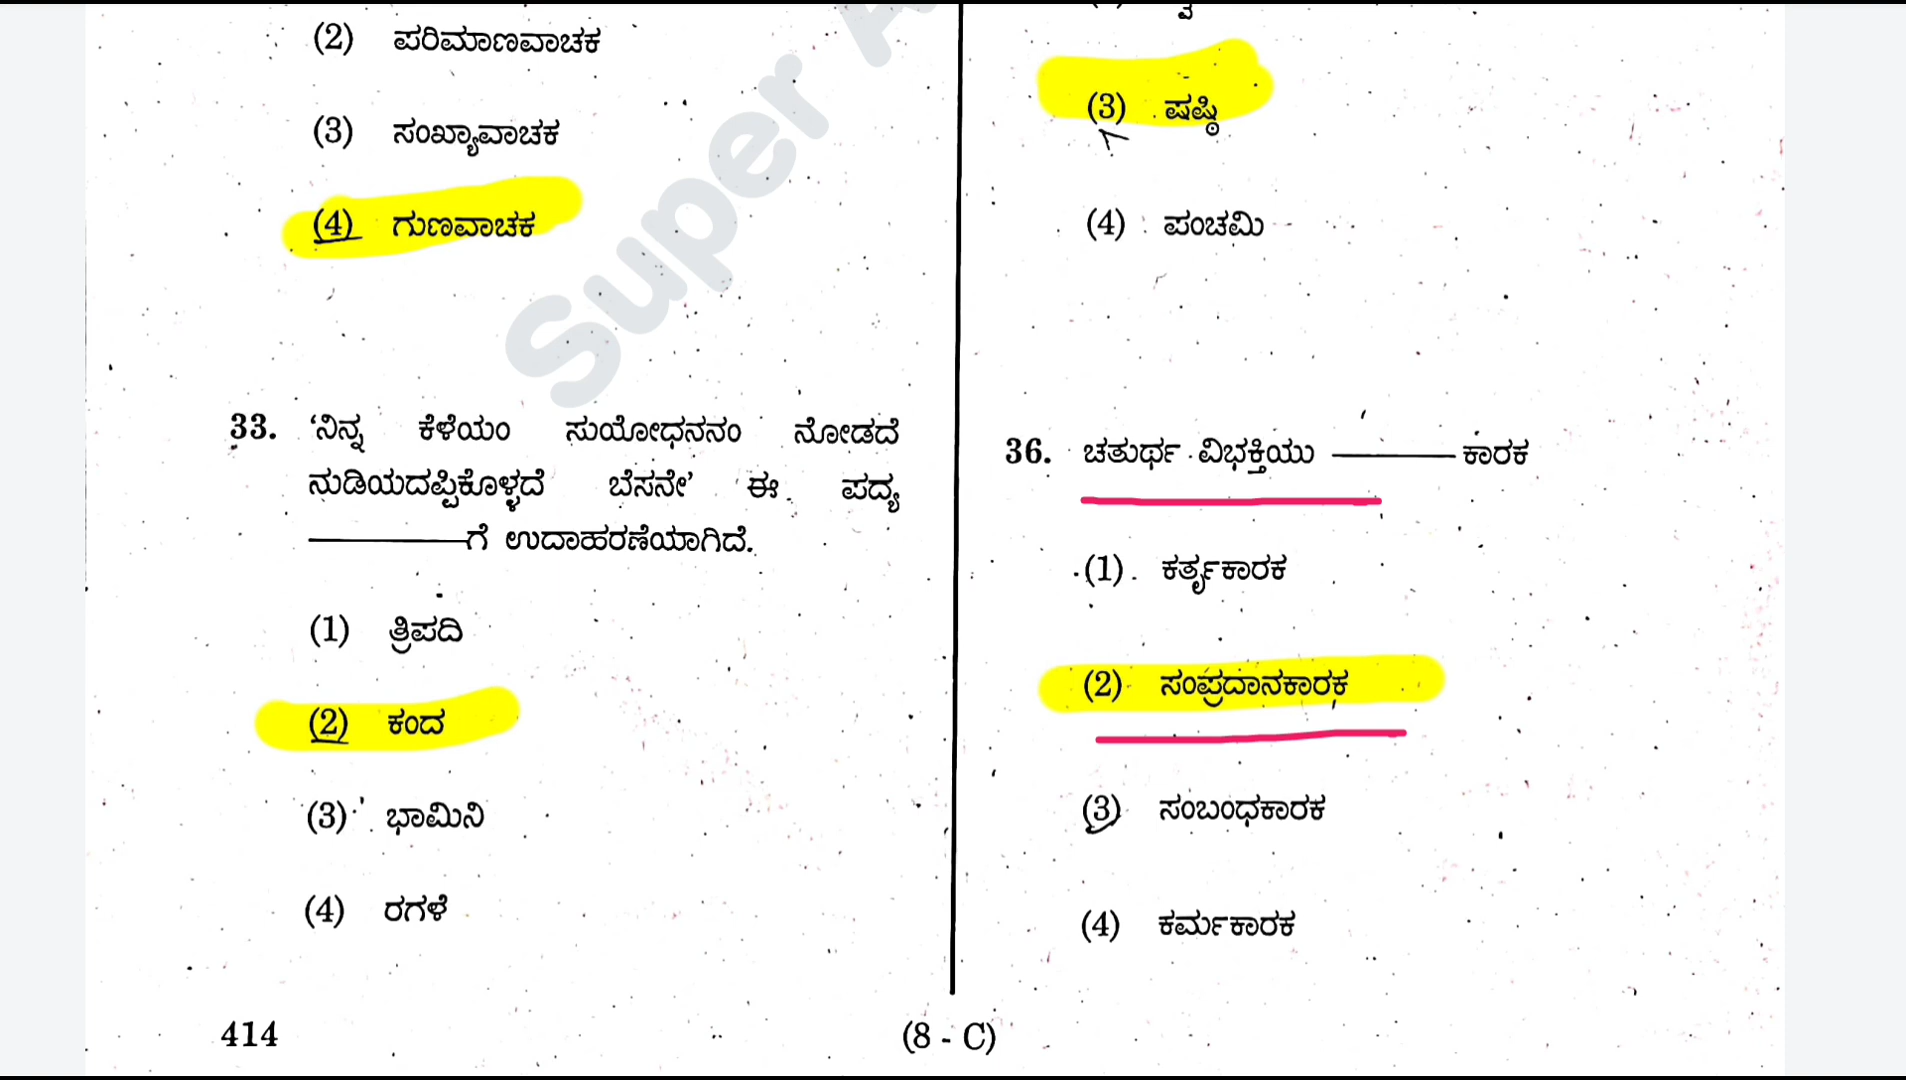 (2) ಪರಿಮಾಣವಾಚಕ
(3) ಸಂಖ್ಯಾವಾಚಕ
(4) ಗುಣವಾಚಕ
33. ‘ನಿನ್ನ ಕೆಳೆಯಂ ಸುಯೋಧನನಂ ನೋಡದೆ
ನುಡಿಯದಪ್ಪಿಕೊಳ್ಳದೆ ಬೆಸನೇ’ ಈ ಪದ್ಯ
————ಗೆ ಉದಾಹರಣೆಯಾಗಿದೆ.
(1) ತ್ರಿಪದಿ
(2) ಕಂದ
(3) ಭಾಮಿನಿ
(4) ರಗಳೆ
(3) ಷಷ್ಠಿ
(4) ಪಂಚಮಿ
36. ಚತುರ್ಥ ವಿಭಕ್ತಿಯು ———— ಕಾರಕ
(1) ಕರ್ತೃಕಾರಕ
(2) ಸಂಪ್ರದಾನಕಾರಕ
(3) ಸಂಬಂಧಕಾರಕ
(4) ಕರ್ಮಕಾರಕ
414
(8 - C)
Super